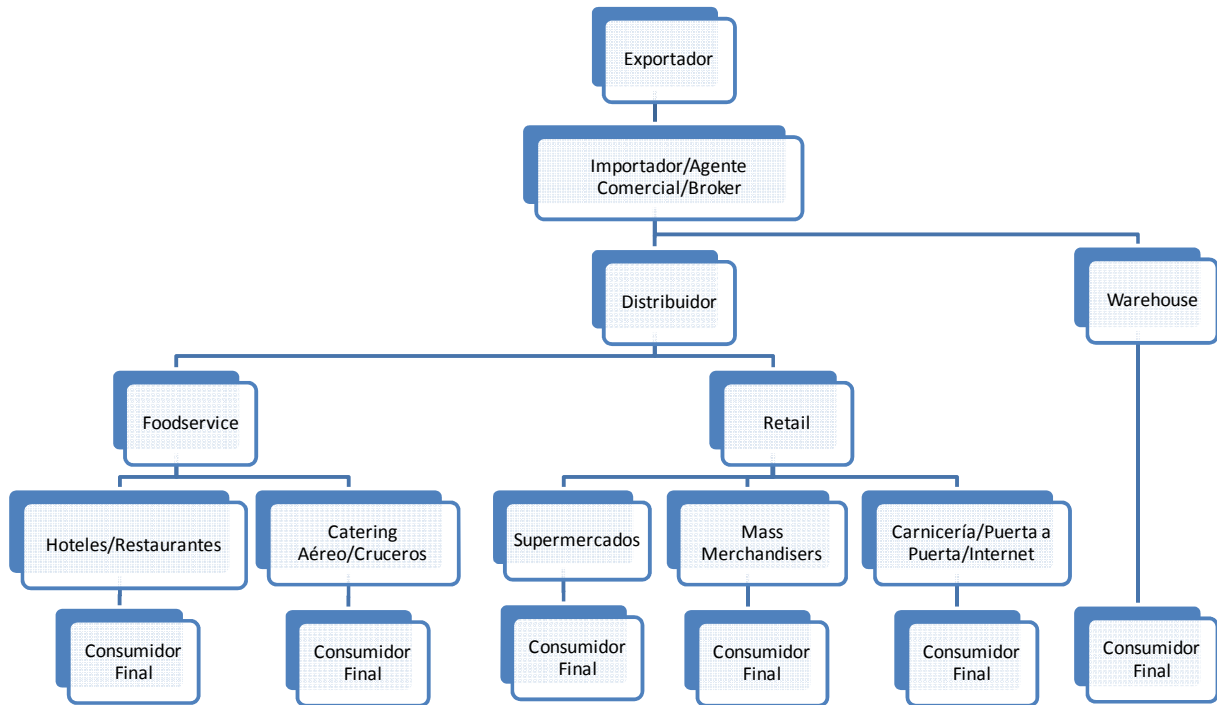 Exportador
Importador/Agente
Comercial/Broker
Distribuidor
Warehouse
Foodservice
Retail
Hoteles/Restaurantes
Catering
Aéreo/Cruceros
Supermercados
Mass
Merchandisers
Carnicería/Puerta a
Puerta/Internet
Consumidor
Final
Consumidor
Final
Consumidor
Final
Consumidor
Final
Consumidor
Final
Consumidor
Final